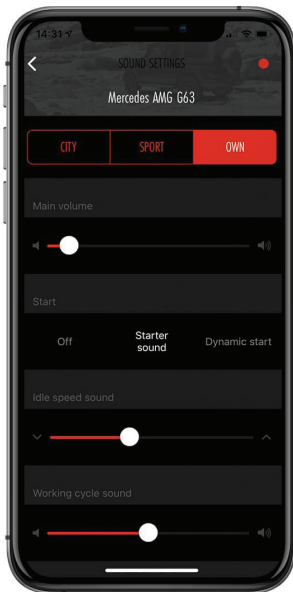 14:31
SOUND SETTINGS
Mercedes AMG G63
CITY SPORT OWN
Main volume
Start
Off Starter sound Dynamic start
Idle speed sound
Working cycle sound